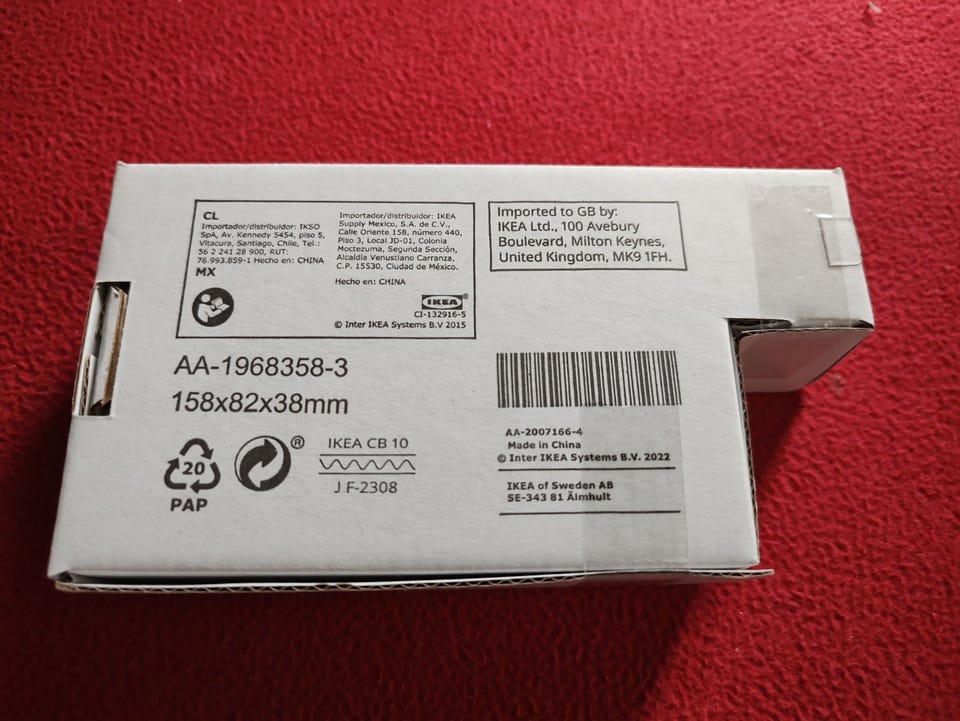 CL
Importador/distribuidor: IKSO
SpA, Av. Kennedy 5454, piso 5,
Vitacura, Santiago, Chile, Tel.:
56 2 241 28 900, RUT:
76.993.859-1 Hecho en: CHINA
MX
Importador/distribuidor: IKEA
Supply Mexico, S.A. de C.V.,
Calle Oriente 158, número 440,
Piso 3, Local JD-01, Colonia
Moctezuma, Segunda Sección,
Alcaldía Venustiano Carranza,
C.P. 15530, Ciudad de México.
Hecho en: CHINA
IKEA®
CI-132916-5
© Inter IKEA Systems B.V 2015
Imported to GB by:
IKEA Ltd., 100 Avebury
Boulevard, Milton Keynes,
United Kingdom, MK9 1FH.
AA-1968358-3
158x82x38mm
20
PAP
®
IKEA CB 10
J F-2308
AA-2007166-4
Made in China
© Inter IKEA Systems B.V. 2022
IKEA of Sweden AB
SE-343 81 Älmhult